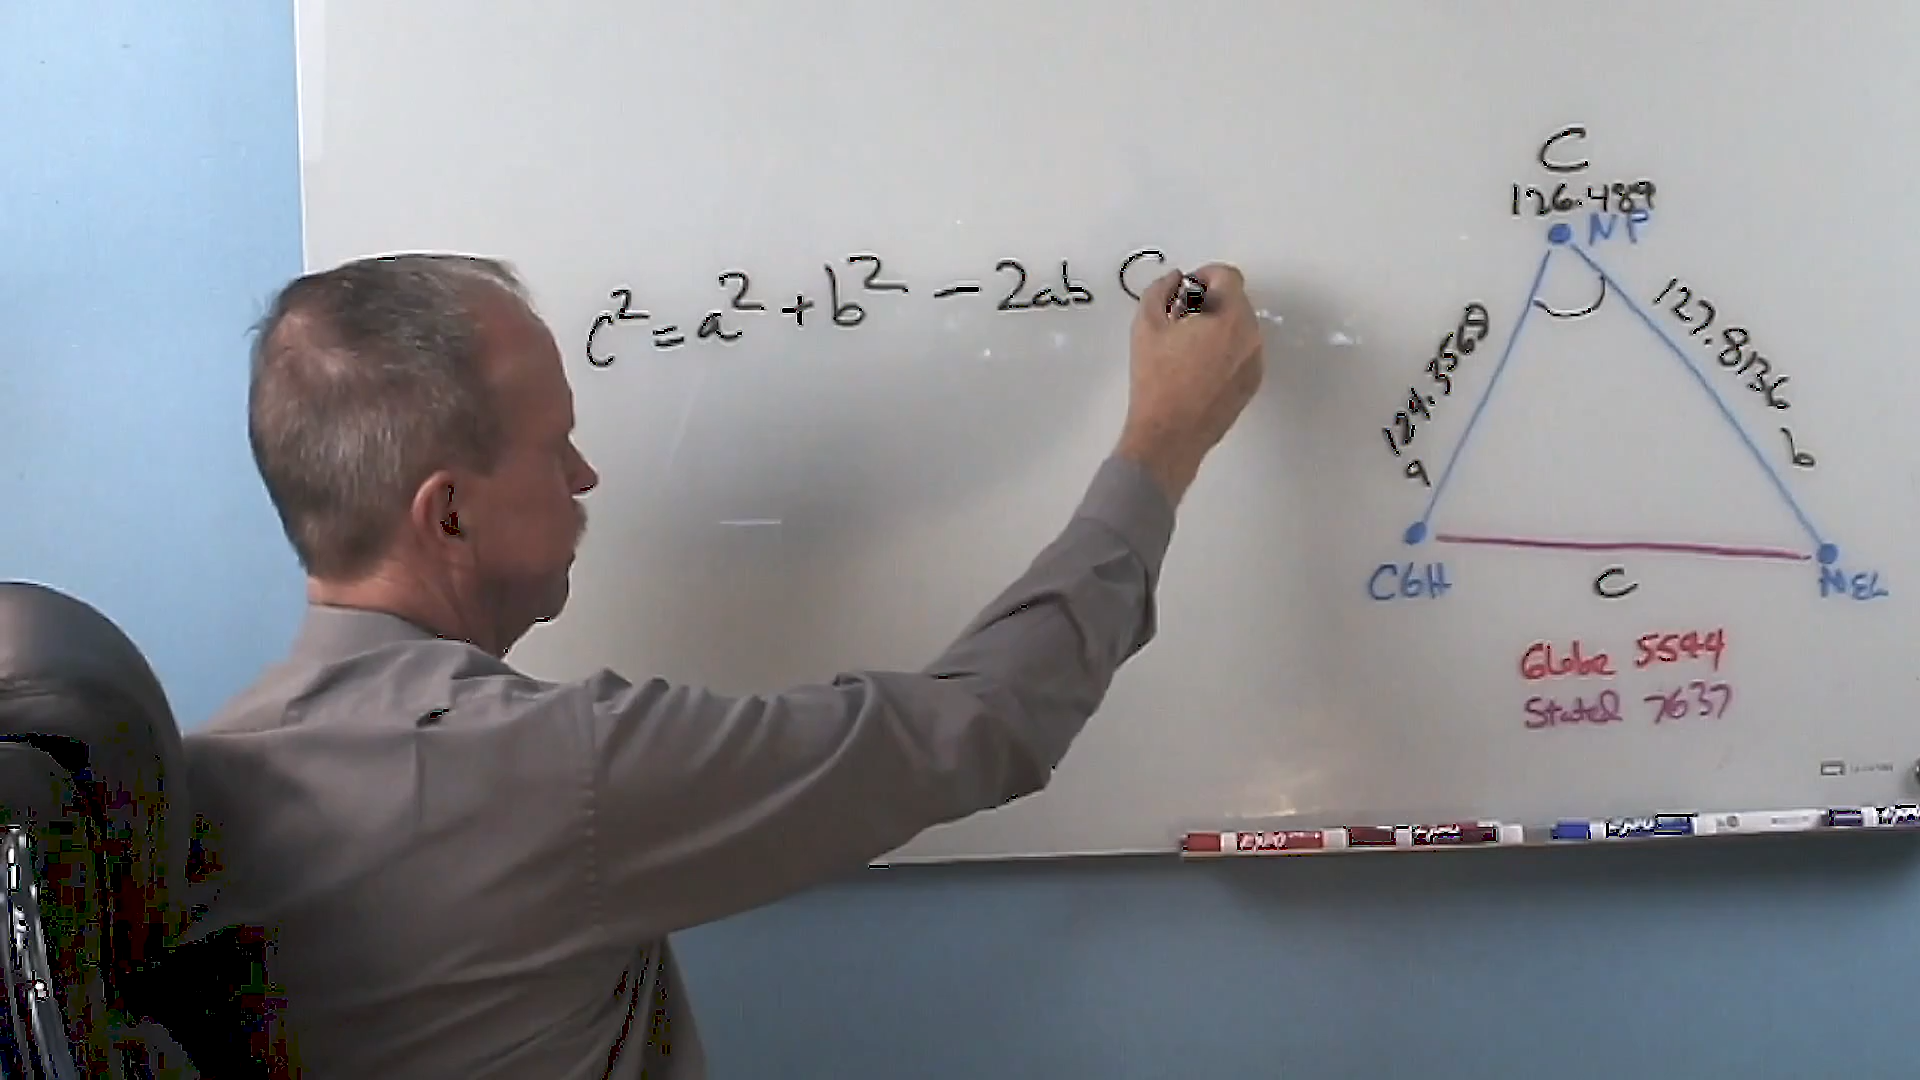 c² = a² + b² - 2ab C
C
126.489
NP
124.3569
a
127.8136
b
CGH
C
MEL
Globe 5544
Stated 7637